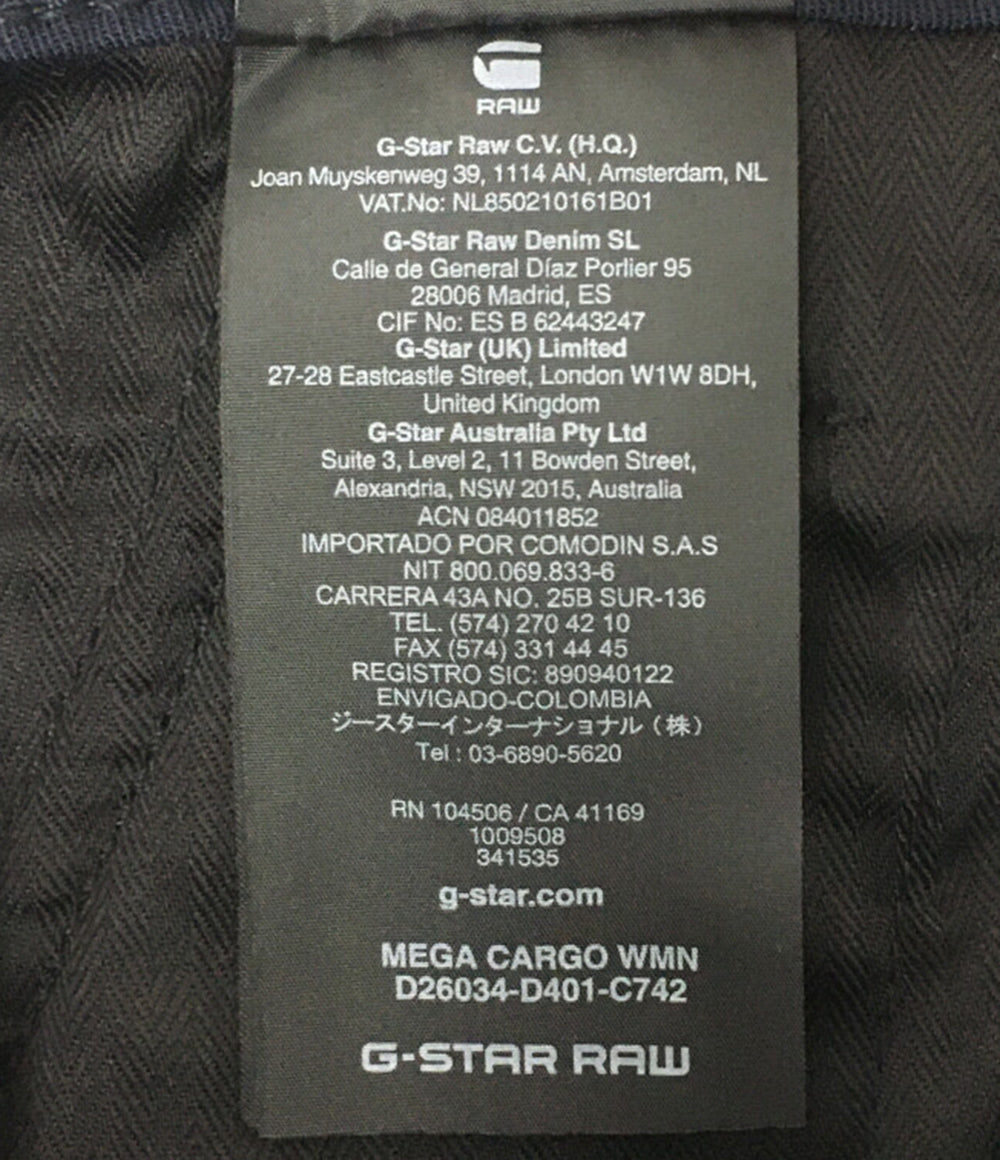 RAW
G-Star Raw C.V. (H.Q.)
Joan Muyskenweg 39, 1114 AN, Amsterdam, NL
VAT.No: NL850210161B01
G-Star Raw Denim SL
Calle de General Díaz Porlier 95
28006 Madrid, ES
CIF No: ES B 62443247
G-Star (UK) Limited
27-28 Eastcastle Street, London W1W 8DH,
United Kingdom
G-Star Australia Pty Ltd
Suite 3, Level 2, 11 Bowden Street,
Alexandria, NSW 2015, Australia
ACN 084011852
IMPORTADO POR COMODIN S.A.S
NIT 800.069.833-6
CARRERA 43A NO. 25B SUR-136
TEL. (574) 270 42 10
FAX (574) 331 44 45
REGISTRO SIC: 890940122
ENVIGADO-COLOMBIA
ジースターインターナショナル（株）
Tel : 03-6890-5620
RN 104506 / CA 41169
1009508
341535
g-star.com
MEGA CARGO WMN
D26034-D401-C742
G-STAR RAW